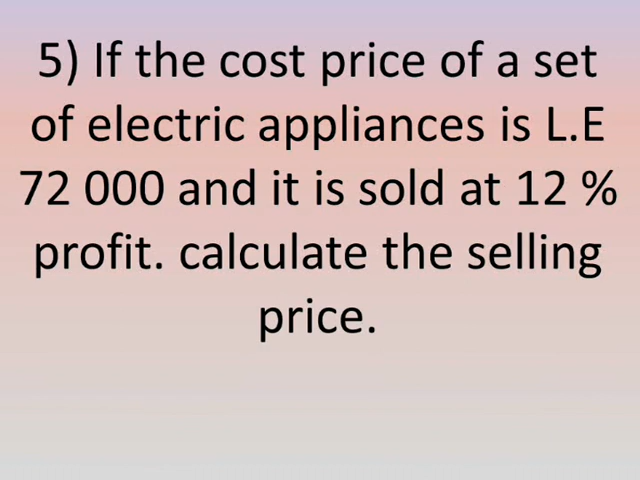 5) If the cost price of a set
of electric appliances is L.E
72 000 and it is sold at 12 %
profit. calculate the selling
price.